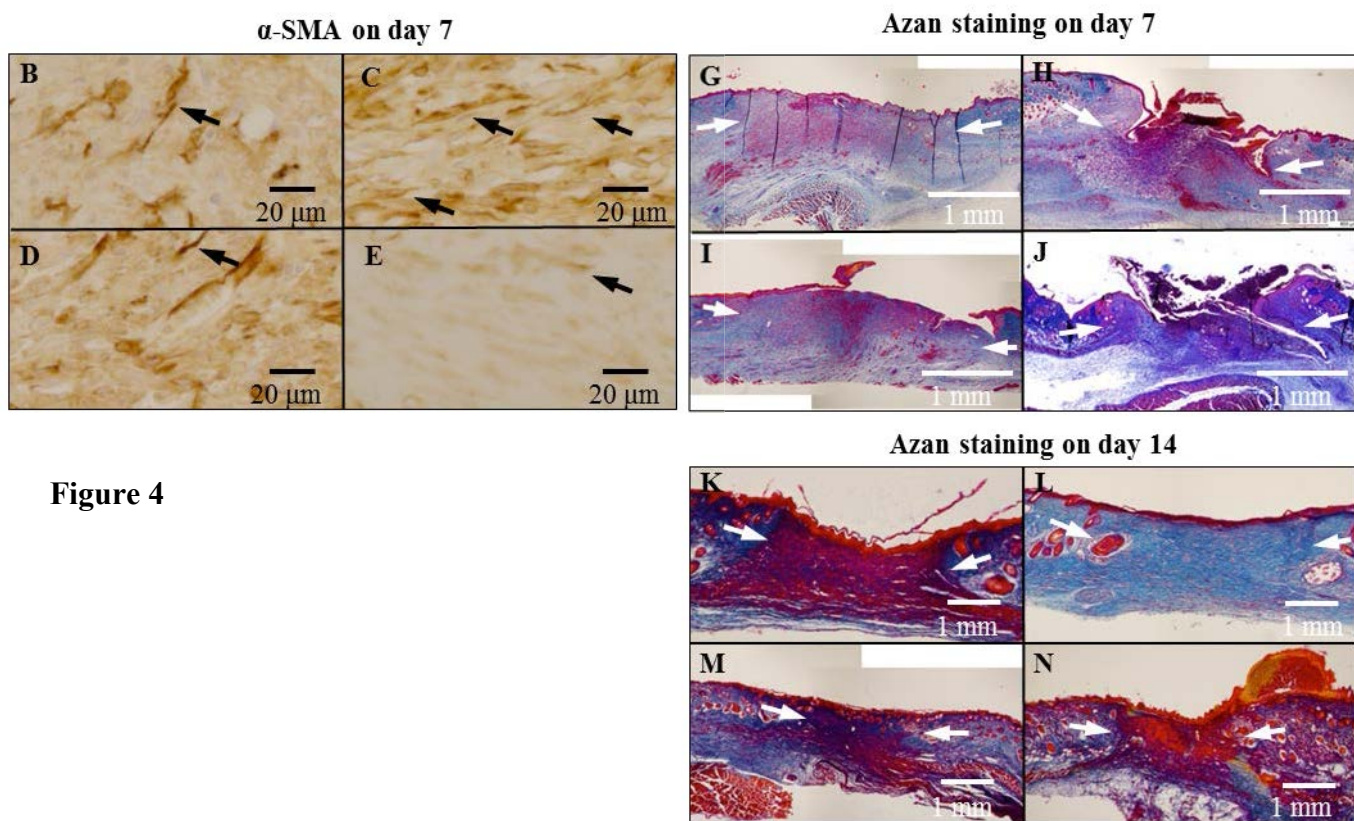 α-SMA on day 7
B
C
20 µm
20 µm
D
E
20 µm
20 µm
Azan staining on day 7
G
H
1 mm
1 mm
I
J
1 mm
1 mm
Azan staining on day 14
K
L
1 mm
1 mm
M
N
1 mm
1 mm
Figure 4